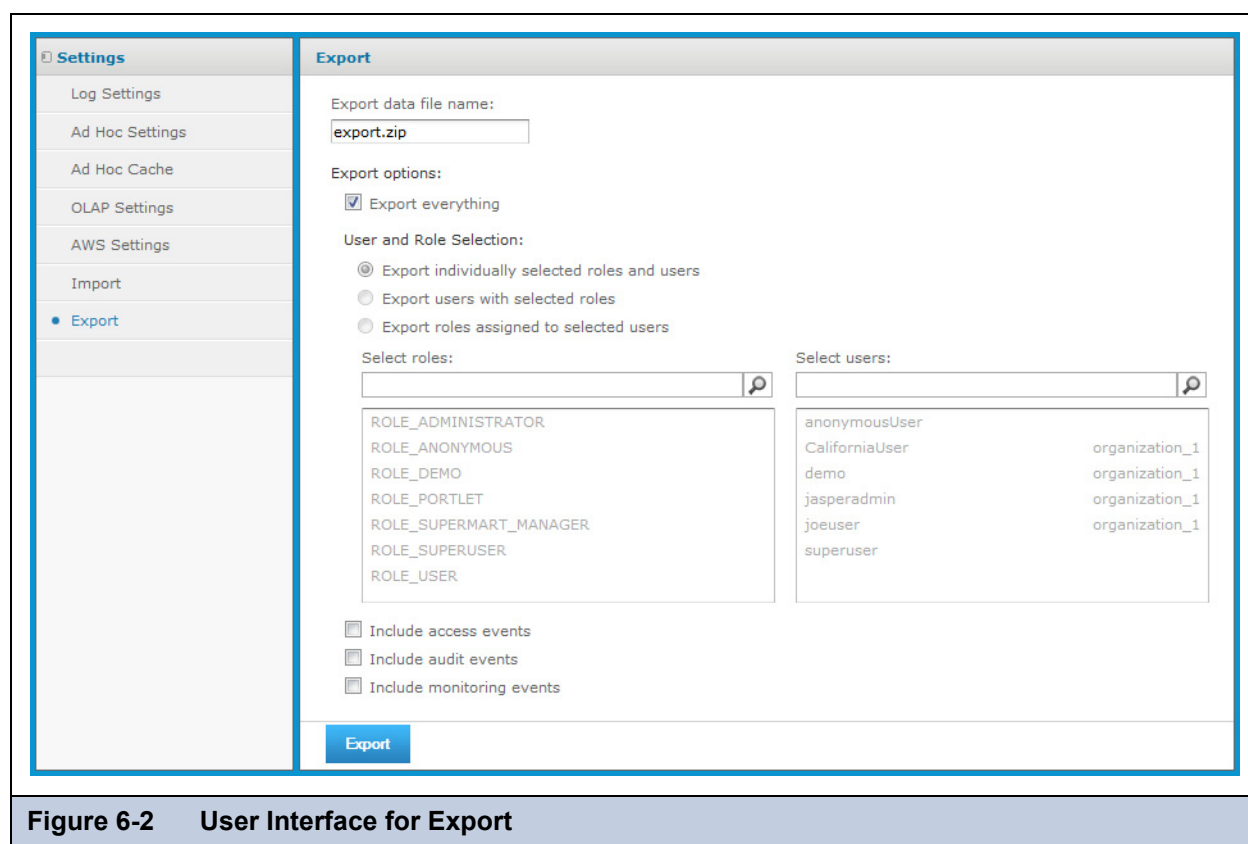 Settings
Log Settings
Ad Hoc Settings
Ad Hoc Cache
OLAP Settings
AWS Settings
Import
Export
Export
Export data file name:
export.zip
Export options:
Export everything
User and Role Selection:
Export individually selected roles and users
Export users with selected roles
Export roles assigned to selected users
Select roles:
ROLE_ADMINISTRATOR
ROLE_ANONYMOUS
ROLE_DEMO
ROLE_PORTLET
ROLE_SUPERMART_MANAGER
ROLE_SUPERUSER
ROLE_USER
Select users:
anonymousUser
CaliforniaUser organization_1
demo organization_1
jasperadmin organization_1
joeuser organization_1
superuser
Include access events
Include audit events
Include monitoring events
Export
Figure 6-2 User Interface for Export